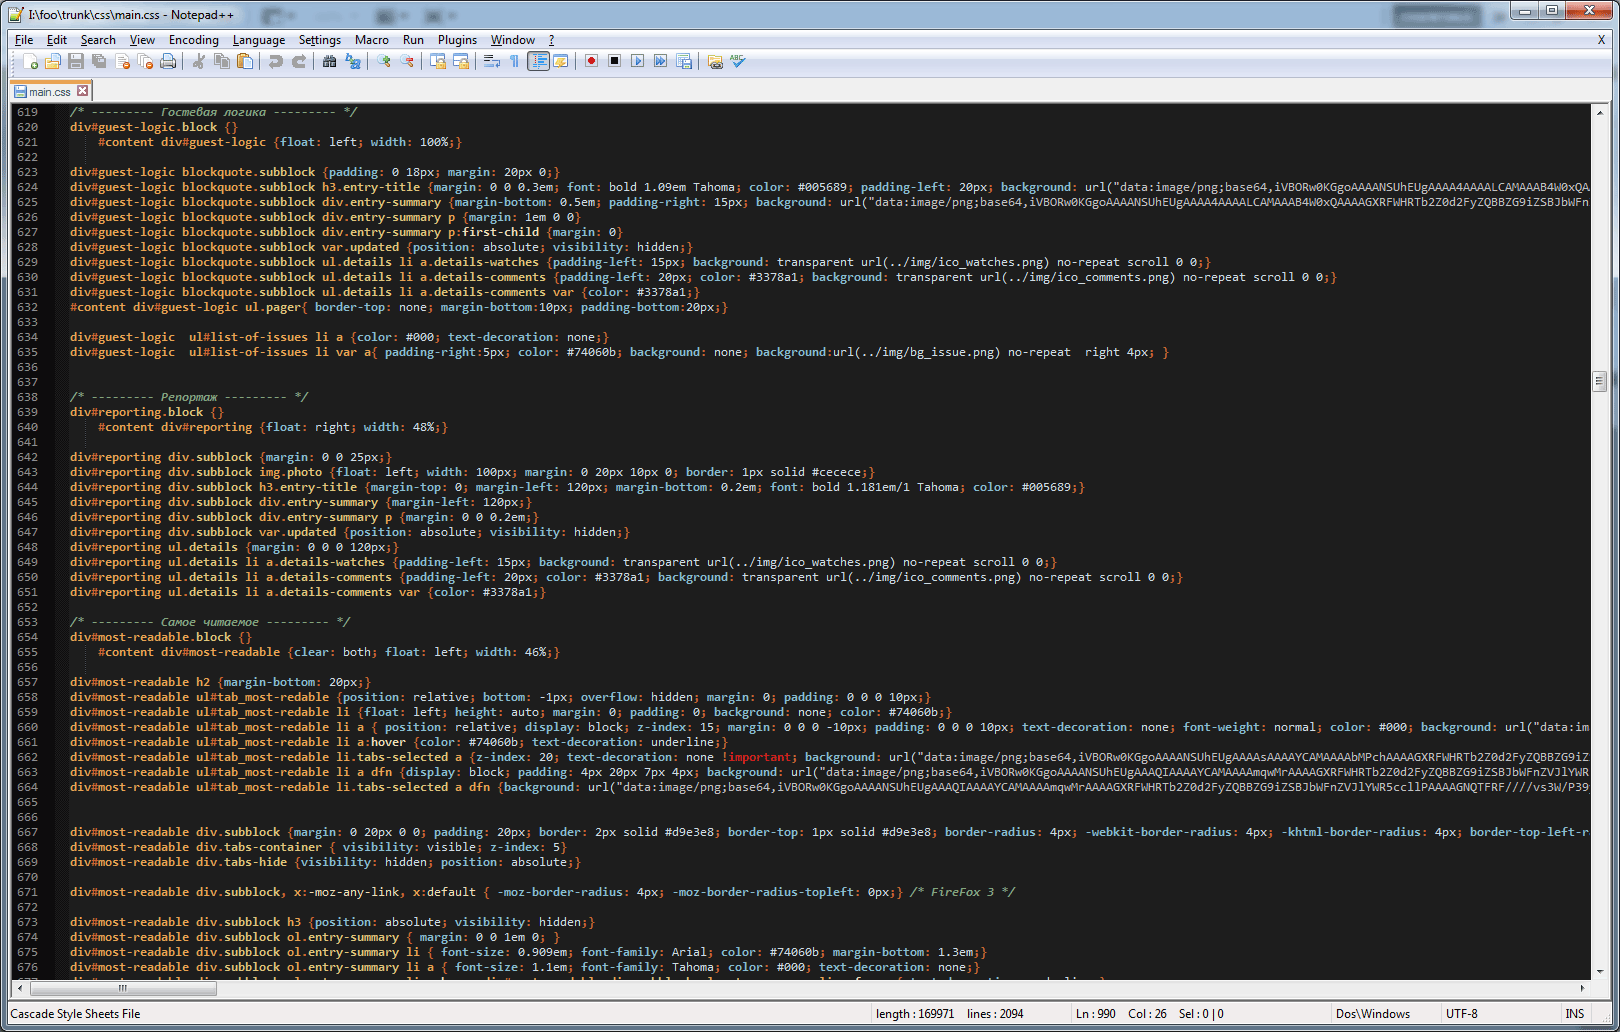 I:\foo\trunk\css\main.css - Notepad++
File Edit Search View Encoding Language Settings Macro Run Plugins Window ? X
main.css
619 /* --------- Гостевая логика --------- */
620 div#guest-logic.block {}
621 #content div#guest-logic {float: left; width: 100%;}
622
623 div#guest-logic blockquote.subblock {padding: 0 18px; margin: 20px 0;}
624 div#guest-logic blockquote.subblock h3.entry-title {margin: 0 0 0.3em; font: bold 1.09em Tahoma; color: #005689; padding-left: 20px; background: url("data:image/png;base64,iVBORw0KGgoAAAANSUhEUgAAAA4AAAALCAMAAAB4W0xQA
625 div#guest-logic blockquote.subblock div.entry-summary {margin-bottom: 0.5em; padding-right: 15px; background: url("data:image/png;base64,iVBORw0KGgoAAAANSUhEUgAAAA4AAAALCAMAAAB4W0xQAAAAGXRFWHRTb2Z0d2FyZQBBZG9iZSBJbWFn
626 div#guest-logic blockquote.subblock div.entry-summary p {margin: 1em 0 0}
627 div#guest-logic blockquote.subblock div.entry-summary p:first-child {margin: 0}
628 div#guest-logic blockquote.subblock var.updated {position: absolute; visibility: hidden;}
629 div#guest-logic blockquote.subblock ul.details li a.details-watches {padding-left: 15px; background: transparent url(../img/ico_watches.png) no-repeat scroll 0 0;}
630 div#guest-logic blockquote.subblock ul.details li a.details-comments {padding-left: 20px; color: #3378a1; background: transparent url(../img/ico_comments.png) no-repeat scroll 0 0;}
631 div#guest-logic blockquote.subblock ul.details li a.details-comments var {color: #3378a1;}
632 #content div#guest-logic ul.pager{ border-top: none; margin-bottom:10px; padding-bottom:20px;}
633
634 div#guest-logic ul#list-of-issues li a {color: #000; text-decoration: none;}
635 div#guest-logic ul#list-of-issues li var a{ padding-right:5px; color: #74060b; background: none; background:url(../img/bg_issue.png) no-repeat right 4px; }
636
637
638 /* --------- Репортаж --------- */
639 div#reporting.block {}
640 #content div#reporting {float: right; width: 48%;}
641
642 div#reporting div.subblock {margin: 0 0 25px;}
643 div#reporting div.subblock img.photo {float: left; width: 100px; margin: 0 20px 10px 0; border: 1px solid #cecece;}
644 div#reporting div.subblock h3.entry-title {margin-top: 0; margin-left: 120px; margin-bottom: 0.2em; font: bold 1.181em/1 Tahoma; color: #005689;}
645 div#reporting div.subblock div.entry-summary {margin-left: 120px;}
646 div#reporting div.subblock div.entry-summary p {margin: 0 0 0.2em;}
647 div#reporting div.subblock var.updated {position: absolute; visibility: hidden;}
648 div#reporting ul.details {margin: 0 0 0 120px;}
649 div#reporting ul.details li a.details-watches {padding-left: 15px; background: transparent url(../img/ico_watches.png) no-repeat scroll 0 0;}
650 div#reporting ul.details li a.details-comments {padding-left: 20px; color: #3378a1; background: transparent url(../img/ico_comments.png) no-repeat scroll 0 0;}
651 div#reporting ul.details li a.details-comments var {color: #3378a1;}
652
653 /* --------- Самое читаемое --------- */
654 div#most-readable.block {}
655 #content div#most-readable {clear: both; float: left; width: 46%;}
656
657 div#most-readable h2 {margin-bottom: 20px;}
658 div#most-readable ul#tab_most-redable {position: relative; bottom: -1px; overflow: hidden; margin: 0; padding: 0 0 0 10px;}
659 div#most-readable ul#tab_most-redable li {float: left; height: auto; margin: 0; padding: 0; background: none; color: #74060b;}
660 div#most-readable ul#tab_most-redable li a { position: relative; display: block; z-index: 15; margin: 0 0 0 -10px; padding: 0 0 0 10px; text-decoration: none; font-weight: normal; color: #000; background: url("data:im
661 div#most-readable ul#tab_most-redable li a:hover {color: #74060b; text-decoration: underline;}
662 div#most-readable ul#tab_most-redable li.tabs-selected a {z-index: 20; text-decoration: none !important; background: url("data:image/png;base64,iVBORw0KGgoAAAANSUhEUgAAAAsAAAAYCAMAAAAbMPchAAAAGXRFWHRTb2Z0d2FyZQBBZG9iZ
663 div#most-readable ul#tab_most-redable li a dfn {display: block; padding: 4px 20px 7px 4px; background: url("data:image/png;base64,iVBORw0KGgoAAAANSUhEUgAAAQIAAAAYCAMAAAAmqwMrAAAAGXRFWHRTb2Z0d2FyZQBBZG9iZSBJbWFnZVJlYWR
664 div#most-readable ul#tab_most-redable li.tabs-selected a dfn {background: url("data:image/png;base64,iVBORw0KGgoAAAANSUhEUgAAAQIAAAAYCAMAAAAmqwMrAAAAGXRFWHRTb2Z0d2FyZQBBZG9iZSBJbWFnZVJlYWR5ccllPAAAAGNQTFRF////vs3W/P39
665
666
667 div#most-readable div.subblock {margin: 0 20px 0 0; padding: 20px; border: 2px solid #d9e3e8; border-top: 1px solid #d9e3e8; border-radius: 4px; -webkit-border-radius: 4px; -khtml-border-radius: 4px; border-top-left-r
668 div#most-readable div.tabs-container { visibility: visible; z-index: 5}
669 div#most-readable div.tabs-hide {visibility: hidden; position: absolute;}
670
671 div#most-readable div.subblock, x:-moz-any-link, x:default { -moz-border-radius: 4px; -moz-border-radius-topleft: 0px;} /* FireFox 3 */
672
673 div#most-readable div.subblock h3 {position: absolute; visibility: hidden;}
674 div#most-readable div.subblock ol.entry-summary { margin: 0 0 1em 0; }
675 div#most-readable div.subblock ol.entry-summary li { font-size: 0.909em; font-family: Arial; color: #74060b; margin-bottom: 1.3em;}
676 div#most-readable div.subblock ol.entry-summary li a { font-size: 1.1em; font-family: Tahoma; color: #000; text-decoration: none;}
Cascade Style Sheets File length : 169971 lines : 2094 Ln : 990 Col : 26 Sel : 0 | 0 Dos\Windows UTF-8 INS